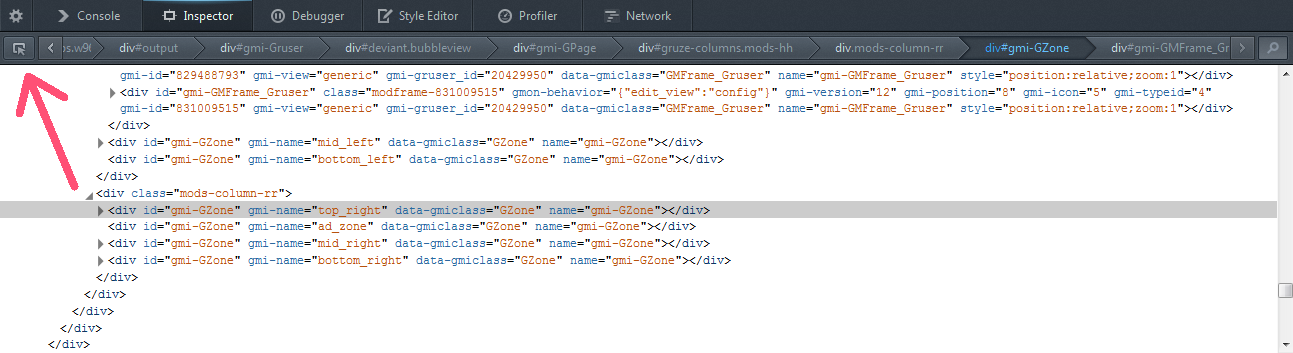 Console Inspector Debugger Style Editor Profiler Network
div#output div#gmi-Gruser div#deviant.bubbleview div#gmi-GPage div#gruze-columns.mods-hh div.mods-column-rr div#gmi-GZone div#gmi-GMFrame_Gr
gmi-id="829488793" gmi-view="generic" gmi-gruser_id="20429950" data-gmiclass="GMFrame_Gruser" name="gmi-GMFrame_Gruser" style="position:relative;zoom:1"></div>
<div id="gmi-GMFrame_Gruser" class="modframe-831009515" gmon-behavior="{"edit_view":"config"}" gmi-version="12" gmi-position="8" gmi-icon="5" gmi-typeid="4"
gmi-id="831009515" gmi-view="generic" gmi-gruser_id="20429950" data-gmiclass="GMFrame_Gruser" name="gmi-GMFrame_Gruser" style="position:relative;zoom:1"></div>
</div>
<div id="gmi-GZone" gmi-name="mid_left" data-gmiclass="GZone" name="gmi-GZone"></div>
<div id="gmi-GZone" gmi-name="bottom_left" data-gmiclass="GZone" name="gmi-GZone"></div>
</div>
<div class="mods-column-rr">
<div id="gmi-GZone" gmi-name="top_right" data-gmiclass="GZone" name="gmi-GZone"></div>
<div id="gmi-GZone" gmi-name="ad_zone" data-gmiclass="GZone" name="gmi-GZone"></div>
<div id="gmi-GZone" gmi-name="mid_right" data-gmiclass="GZone" name="gmi-GZone"></div>
<div id="gmi-GZone" gmi-name="bottom_right" data-gmiclass="GZone" name="gmi-GZone"></div>
</div>
</div>
</div>
</div>
</div>